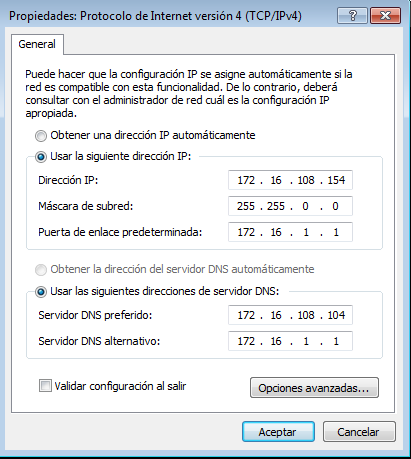 Propiedades: Protocolo de Internet versión 4 (TCP/IPv4)
General
Puede hacer que la configuración IP se asigne automáticamente si la
red es compatible con esta funcionalidad. De lo contrario, deberá
consultar con el administrador de red cuál es la configuración IP
apropiada.
Obtener una dirección IP automáticamente
Usar la siguiente dirección IP:
Dirección IP: 172 . 16 . 108 . 154
Máscara de subred: 255 . 255 . 0 . 0
Puerta de enlace predeterminada: 172 . 16 . 1 . 1
Obtener la dirección del servidor DNS automáticamente
Usar las siguientes direcciones de servidor DNS:
Servidor DNS preferido: 172 . 16 . 108 . 104
Servidor DNS alternativo: 172 . 16 . 1 . 1
Validar configuración al salir Opciones avanzadas...
Aceptar Cancelar